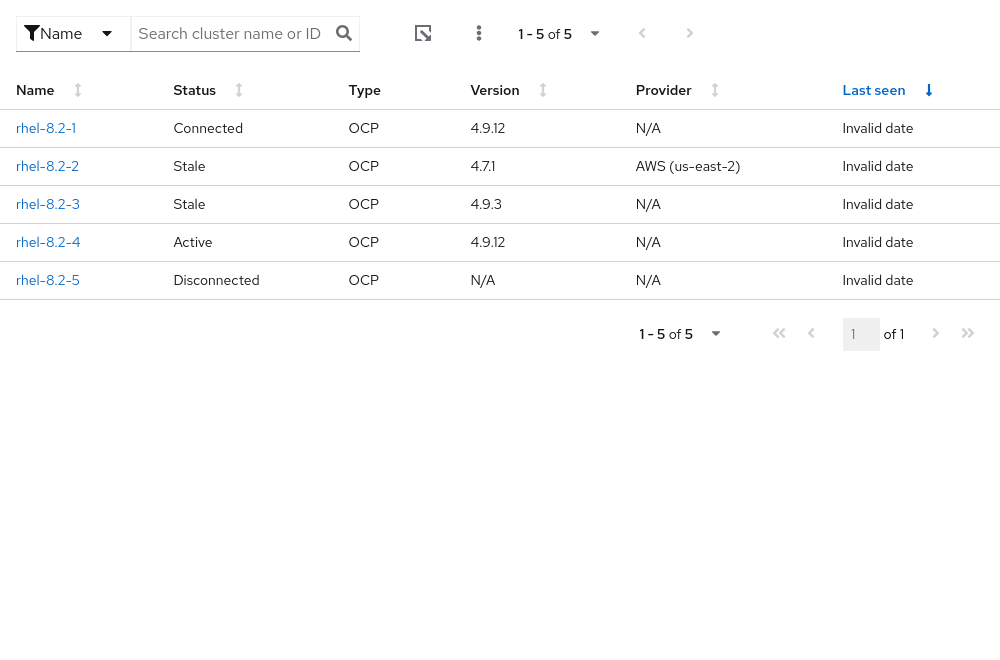 Name Search cluster name or ID 1 - 5 of 5
Name Status Type Version Provider Last seen
rhel-8.2-1 Connected OCP 4.9.12 N/A Invalid date
rhel-8.2-2 Stale OCP 4.7.1 AWS (us-east-2) Invalid date
rhel-8.2-3 Stale OCP 4.9.3 N/A Invalid date
rhel-8.2-4 Active OCP 4.9.12 N/A Invalid date
rhel-8.2-5 Disconnected OCP N/A N/A Invalid date
1 - 5 of 5 1 of 1